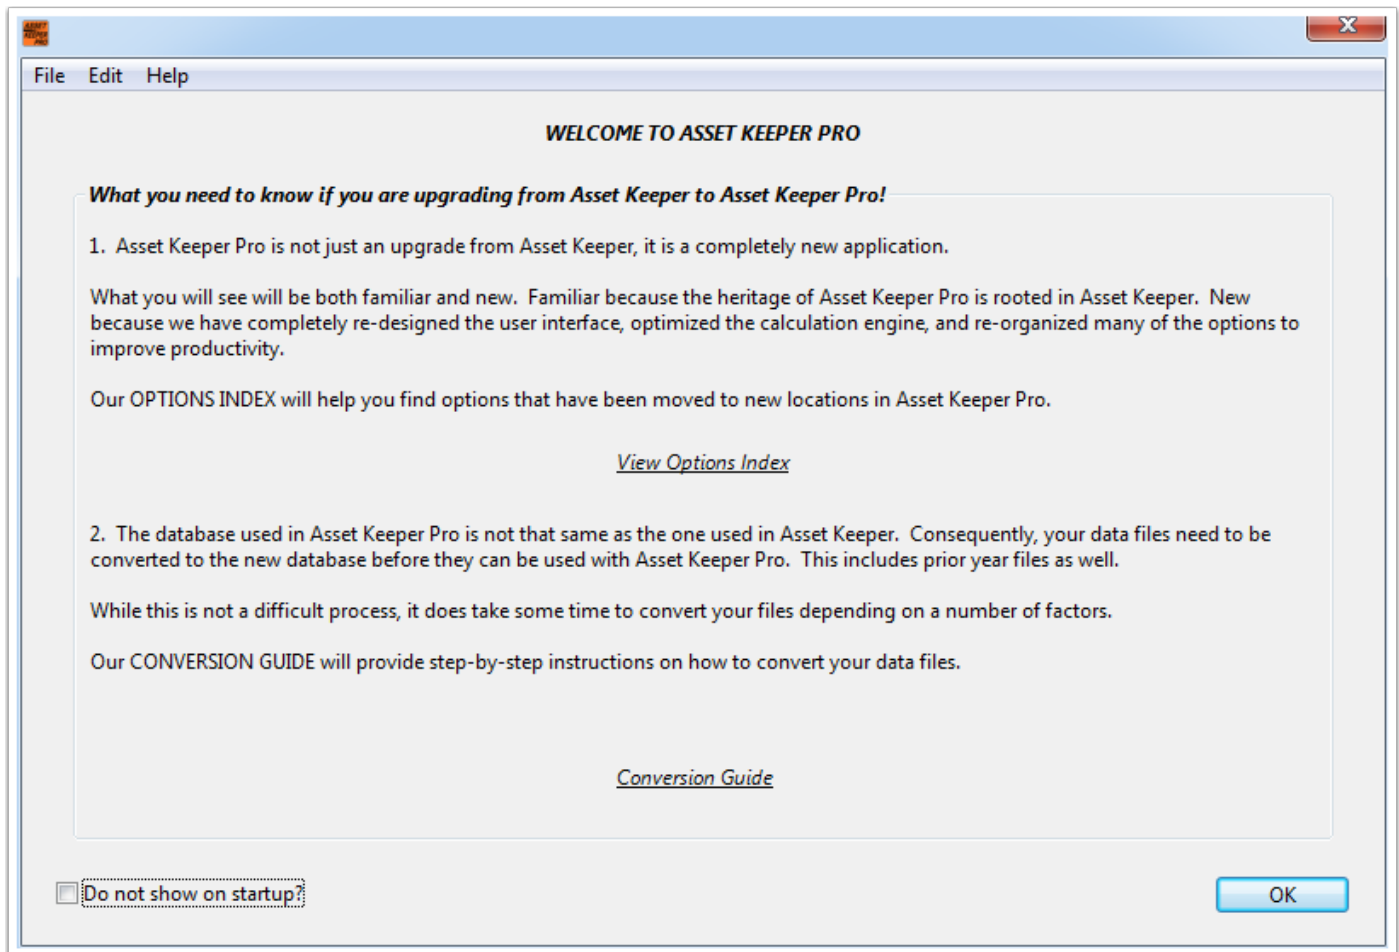 ASSET
KEEPER
PRO
X
File Edit Help
WELCOME TO ASSET KEEPER PRO
What you need to know if you are upgrading from Asset Keeper to Asset Keeper Pro!
1. Asset Keeper Pro is not just an upgrade from Asset Keeper, it is a completely new application.
What you will see will be both familiar and new. Familiar because the heritage of Asset Keeper Pro is rooted in Asset Keeper. New
because we have completely re-designed the user interface, optimized the calculation engine, and re-organized many of the options to
improve productivity.
Our OPTIONS INDEX will help you find options that have been moved to new locations in Asset Keeper Pro.
View Options Index
2. The database used in Asset Keeper Pro is not that same as the one used in Asset Keeper. Consequently, your data files need to be
converted to the new database before they can be used with Asset Keeper Pro. This includes prior year files as well.
While this is not a difficult process, it does take some time to convert your files depending on a number of factors.
Our CONVERSION GUIDE will provide step-by-step instructions on how to convert your data files.
Conversion Guide
Do not show on startup?
OK